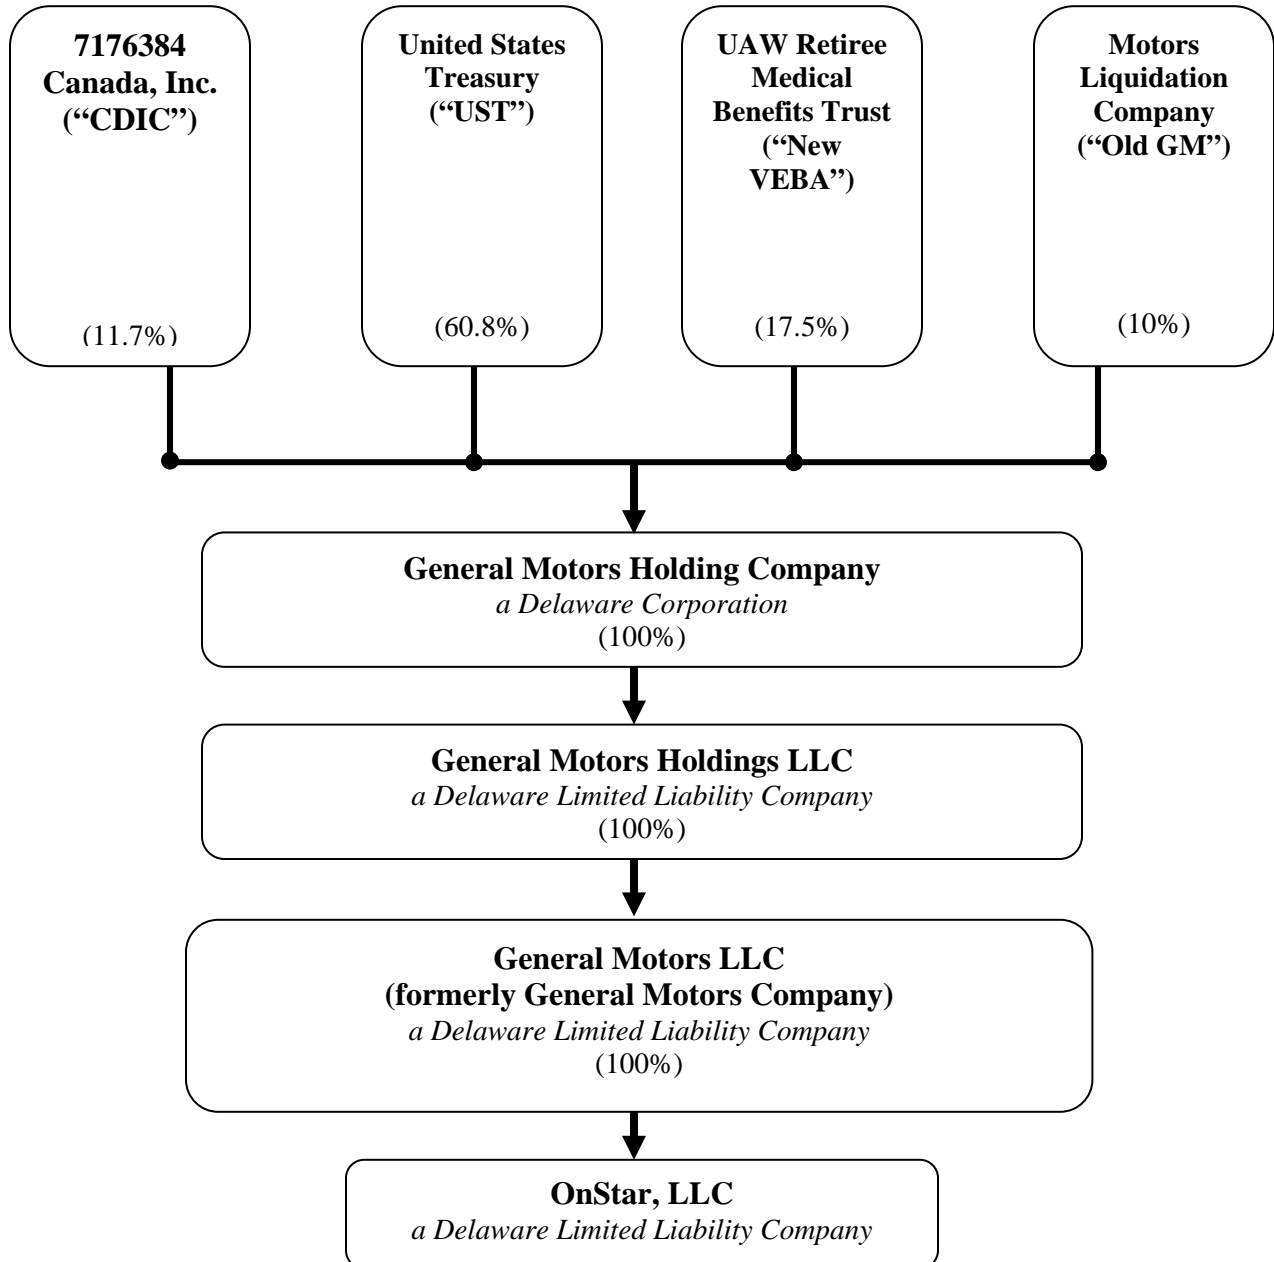 7176384
Canada, Inc.
(“CDIC”)
(11.7%)
United States
Treasury
(“UST”)
(60.8%)
UAW Retiree
Medical
Benefits Trust
(“New
VEBA”)
(17.5%)
Motors
Liquidation
Company
(“Old GM”)
(10%)
General Motors Holding Company
a Delaware Corporation
(100%)
General Motors Holdings LLC
a Delaware Limited Liability Company
(100%)
General Motors LLC
(formerly General Motors Company)
a Delaware Limited Liability Company
(100%)
OnStar, LLC
a Delaware Limited Liability Company